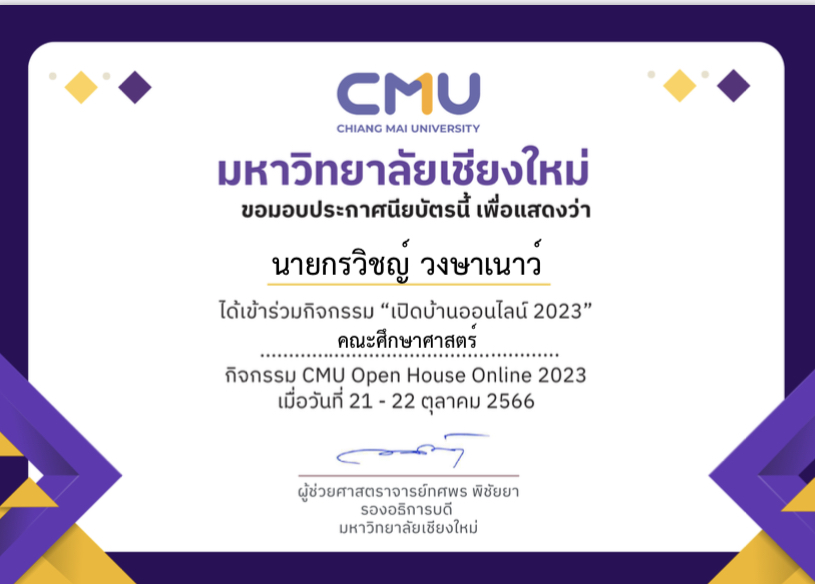 CMU
CHIANG MAI UNIVERSITY
มหาวิทยาลัยเชียงใหม่
ขอมอบประกาศนียบัตรนี้ เพื่อแสดงว่า
นายกรวิชญ์ วงษาเนาว์
ได้เข้าร่วมกิจกรรม “เปิดบ้านออนไลน์ 2023”
คณะศึกษาศาสตร์
กิจกรรม CMU Open House Online 2023
เมื่อวันที่ 21 - 22 ตุลาคม 2566
ผู้ช่วยศาสตราจารย์ทศพร พิชัยยา
รองอธิการบดี
มหาวิทยาลัยเชียงใหม่